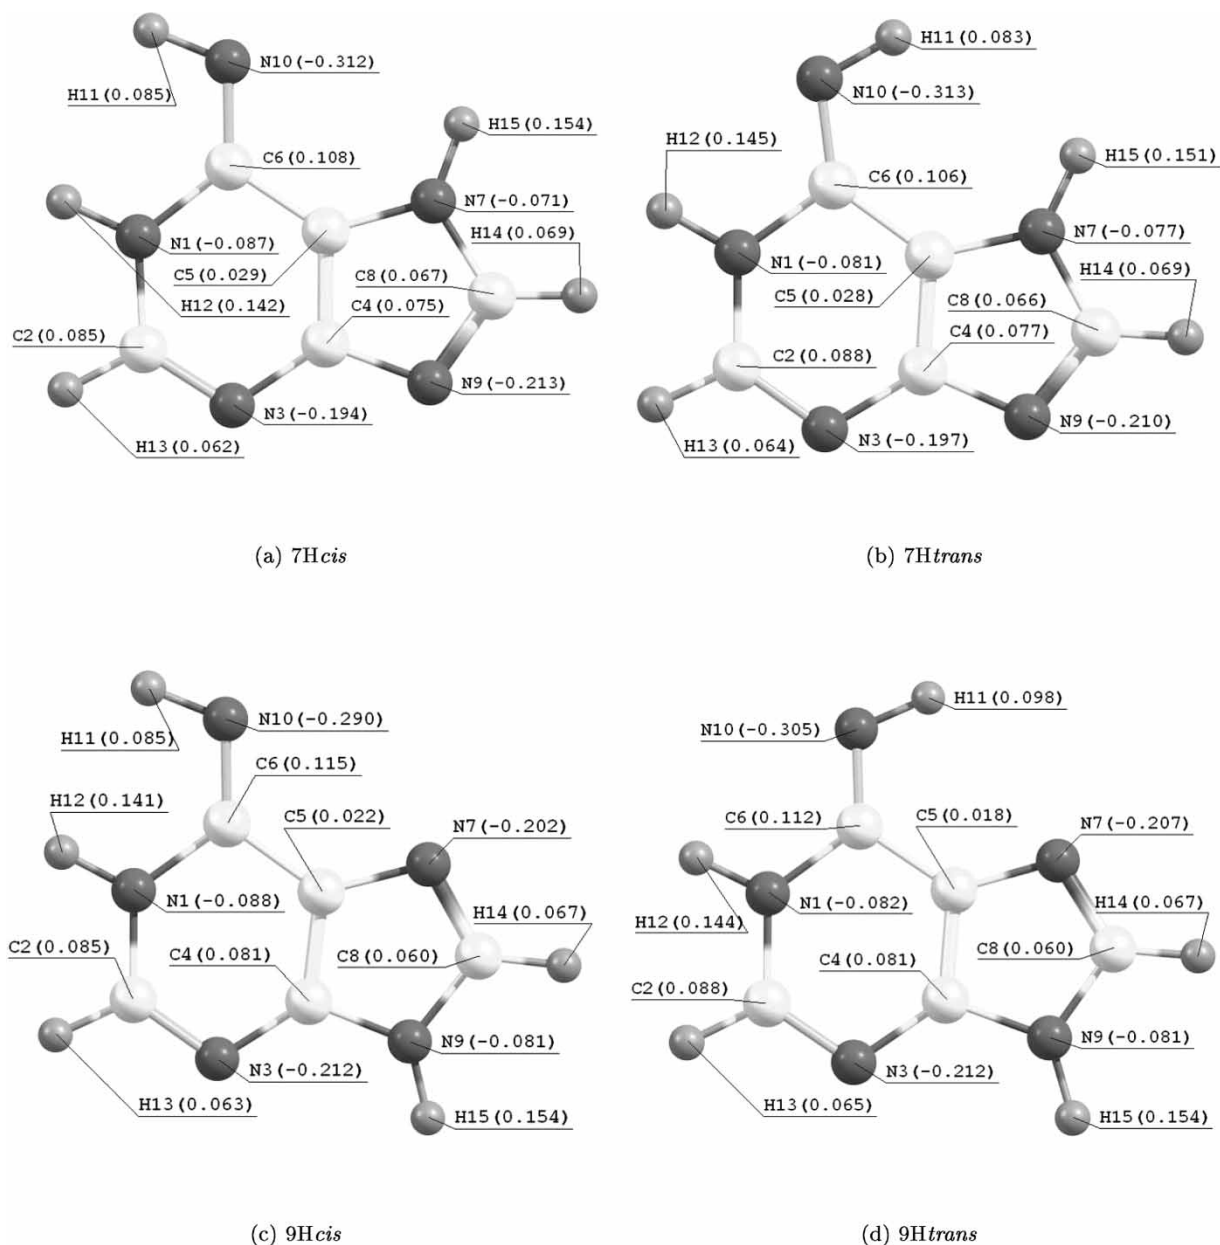 N10(-0.312)
H11(0.085)
H15(0.154)
C6(0.108)
N7(-0.071)
N1(-0.087)
H14(0.069)
C5(0.029)
C8(0.067)
H12(0.142)
C4(0.075)
C2(0.085)
N9(-0.213)
N3(-0.194)
H13(0.062)
(a) 7Hcis
H11(0.083)
N10(-0.313)
H12(0.145)
H15(0.151)
C6(0.106)
N7(-0.077)
N1(-0.081)
H14(0.069)
C5(0.028)
C8(0.066)
C4(0.077)
C2(0.088)
N9(-0.210)
N3(-0.197)
H13(0.064)
(b) 7Htrans
N10(-0.290)
H11(0.085)
C6(0.115)
H12(0.141)
C5(0.022)
N7(-0.202)
N1(-0.088)
H14(0.067)
C2(0.085)
C4(0.081)
C8(0.060)
N9(-0.081)
N3(-0.212)
H13(0.063)
H15(0.154)
(c) 9Hcis
H11(0.098)
N10(-0.305)
C6(0.112)
C5(0.018)
N7(-0.207)
N1(-0.082)
H14(0.067)
H12(0.144)
C8(0.060)
C4(0.081)
C2(0.088)
N9(-0.081)
N3(-0.212)
H13(0.065)
H15(0.154)
(d) 9Htrans